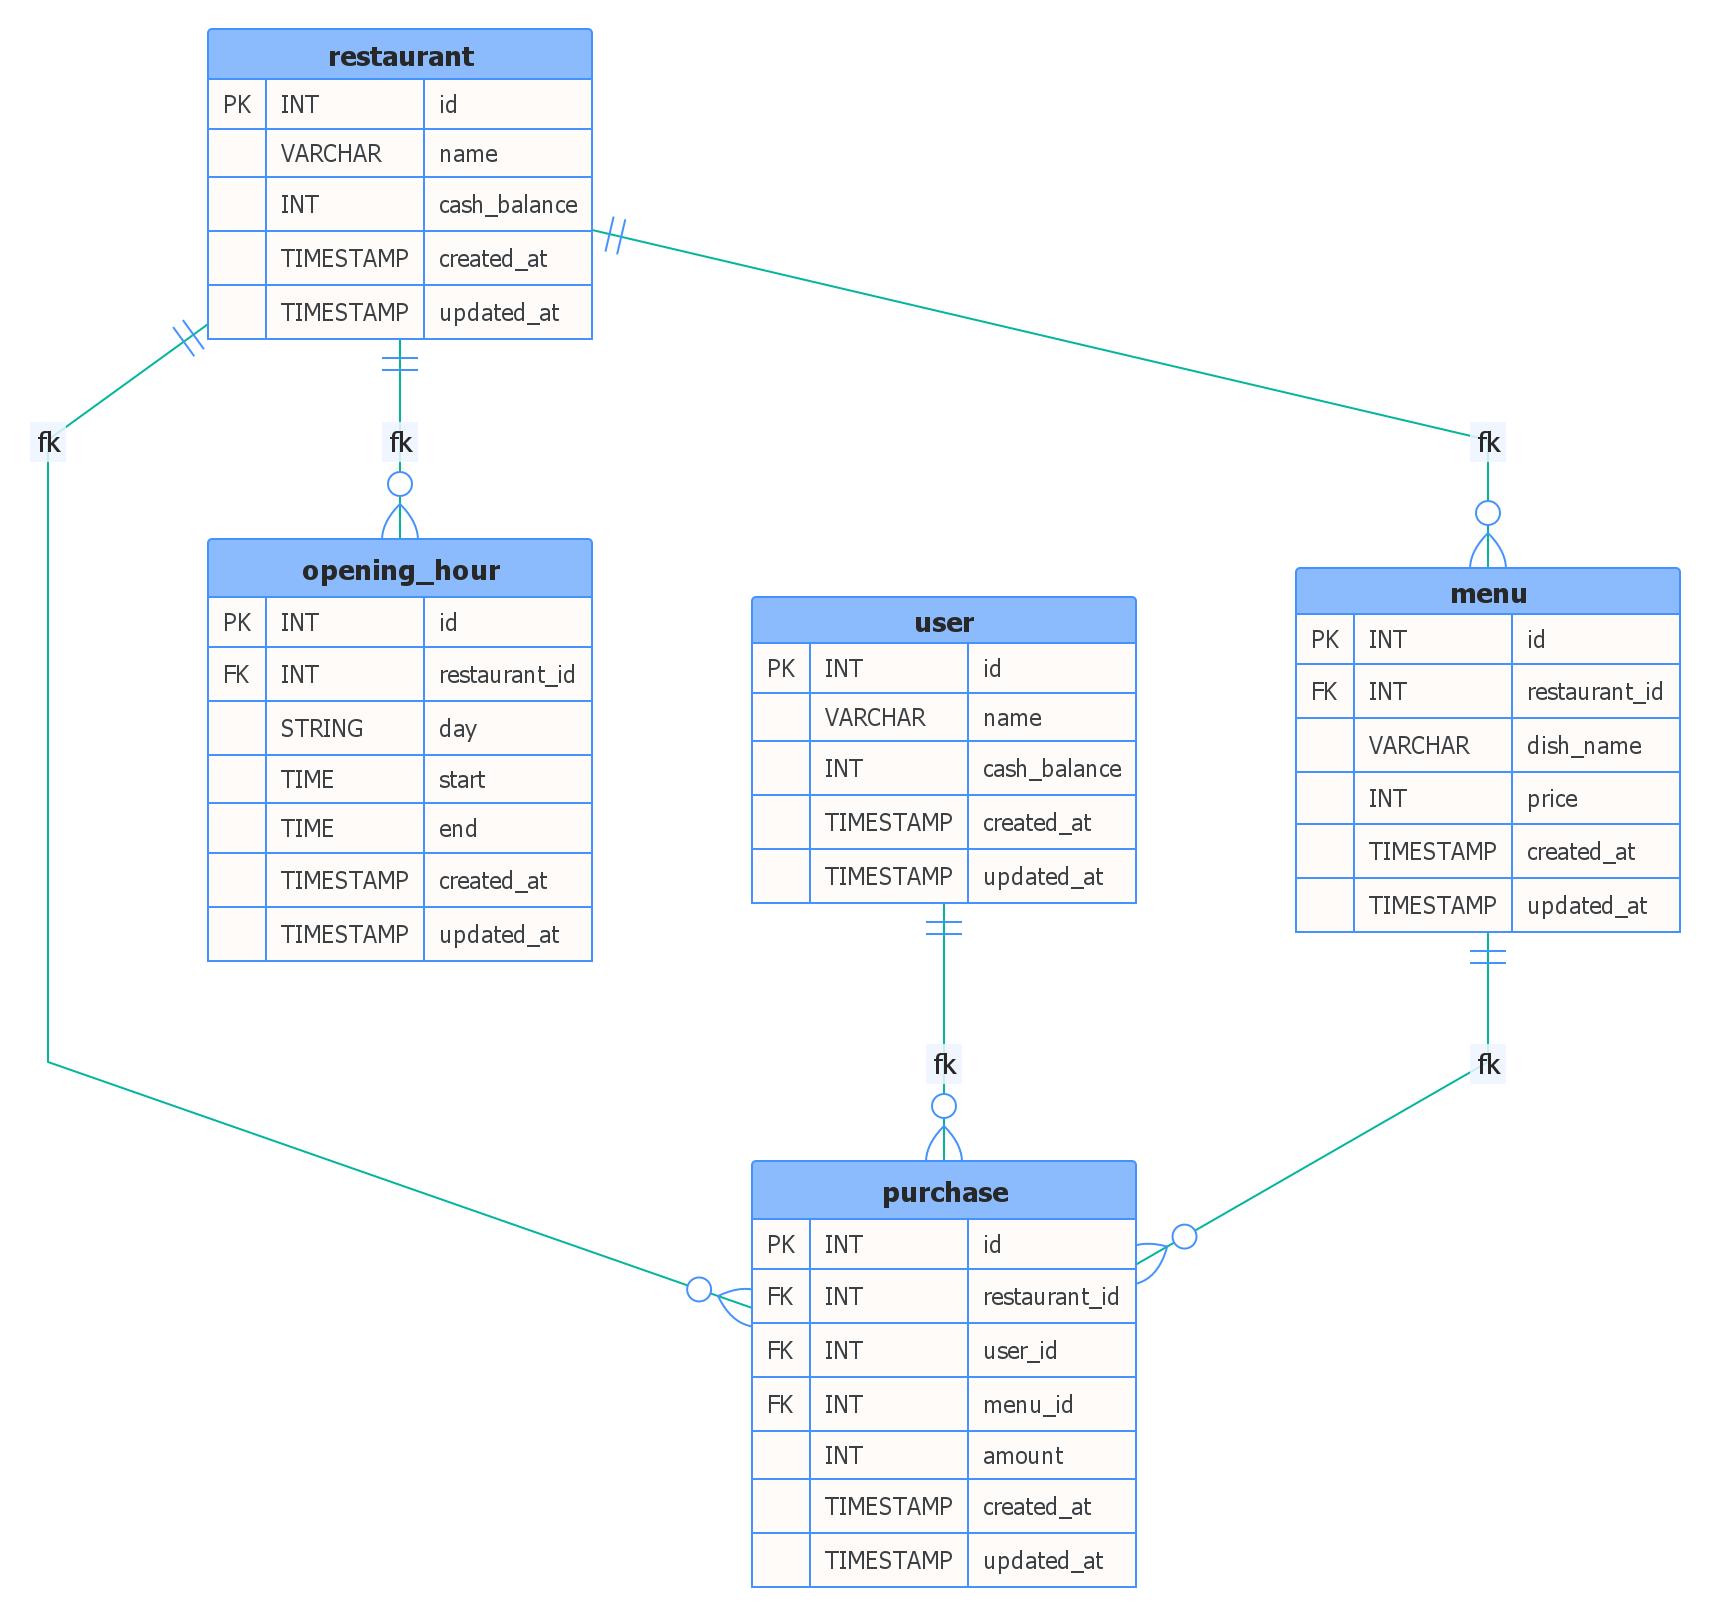 restaurant
PK INT id
VARCHAR name
INT cash_balance
TIMESTAMP created_at
TIMESTAMP updated_at
fk
fk
fk
opening_hour
PK INT id
FK INT restaurant_id
STRING day
TIME start
TIME end
TIMESTAMP created_at
TIMESTAMP updated_at
user
PK INT id
VARCHAR name
INT cash_balance
TIMESTAMP created_at
TIMESTAMP updated_at
menu
PK INT id
FK INT restaurant_id
VARCHAR dish_name
INT price
TIMESTAMP created_at
TIMESTAMP updated_at
fk
fk
purchase
PK INT id
FK INT restaurant_id
FK INT user_id
FK INT menu_id
INT amount
TIMESTAMP created_at
TIMESTAMP updated_at